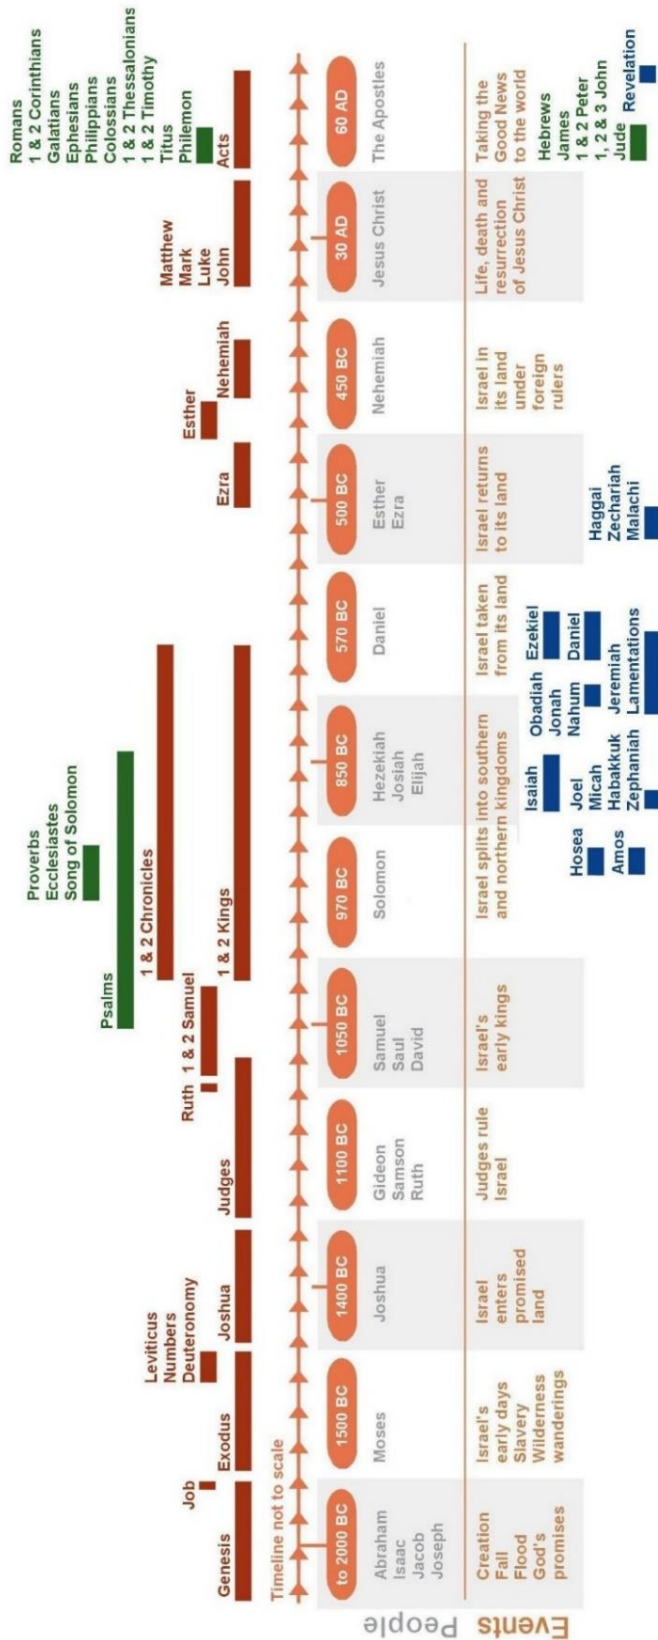 Romans
1 & 2 Corinthians
Galatians
Ephesians
Philippians
Colossians
1 & 2 Thessalonians
1 & 2 Timothy
Titus
Philemon
Proverbs
Ecclesiastes
Song of Solomon
Psalms
1 & 2 Chronicles
Matthew
Mark
Luke
John
Leviticus
Numbers
Deuteronomy
Job
Ruth
1 & 2 Samuel
Esther
Genesis
Exodus
Joshua
Judges
1 & 2 Kings
Ezra
Nehemiah
Acts
Timeline not to scale
to 2000 BC
1500 BC
1400 BC
1100 BC
1050 BC
970 BC
850 BC
570 BC
500 BC
450 BC
30 AD
60 AD
People
Abraham
Isaac
Jacob
Joseph
Moses
Joshua
Gideon
Samson
Ruth
Samuel
Saul
David
Solomon
Hezekiah
Josiah
Elijah
Daniel
Esther
Ezra
Nehemiah
Jesus Christ
The Apostles
Events
Creation
Fall
Flood
God's
promises
Israel's
early days
Slavery
Wilderness
wanderings
Israel
enters
promised
land
Judges rule
Israel
Israel's
early kings
Israel splits into southern
and northern kingdoms
Israel taken
from its land
Israel returns
to its land
Israel in
its land
under
foreign
rulers
Life, death and
resurrection
of Jesus Christ
Taking the
Good News
to the world
Hosea
Amos
Isaiah
Joel
Micah
Habakkuk
Zephaniah
Obadiah
Jonah
Nahum
Jeremiah
Lamentations
Ezekiel
Daniel
Haggai
Zechariah
Malachi
Hebrews
James
1 & 2 Peter
1, 2 & 3 John
Jude
Revelation